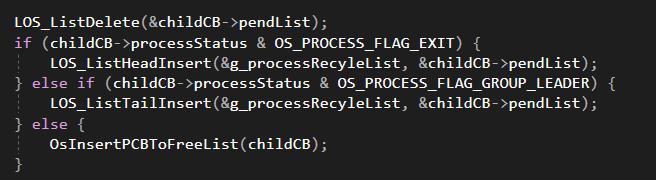 LOS_ListDelete(&childCB->pendList);
if (childCB->processStatus & OS_PROCESS_FLAG_EXIT) {
    LOS_ListHeadInsert(&g_processRecyleList, &childCB->pendList);
} else if (childCB->processStatus & OS_PROCESS_FLAG_GROUP_LEADER) {
    LOS_ListTailInsert(&g_processRecyleList, &childCB->pendList);
} else {
    OsInsertPCBToFreeList(childCB);
}